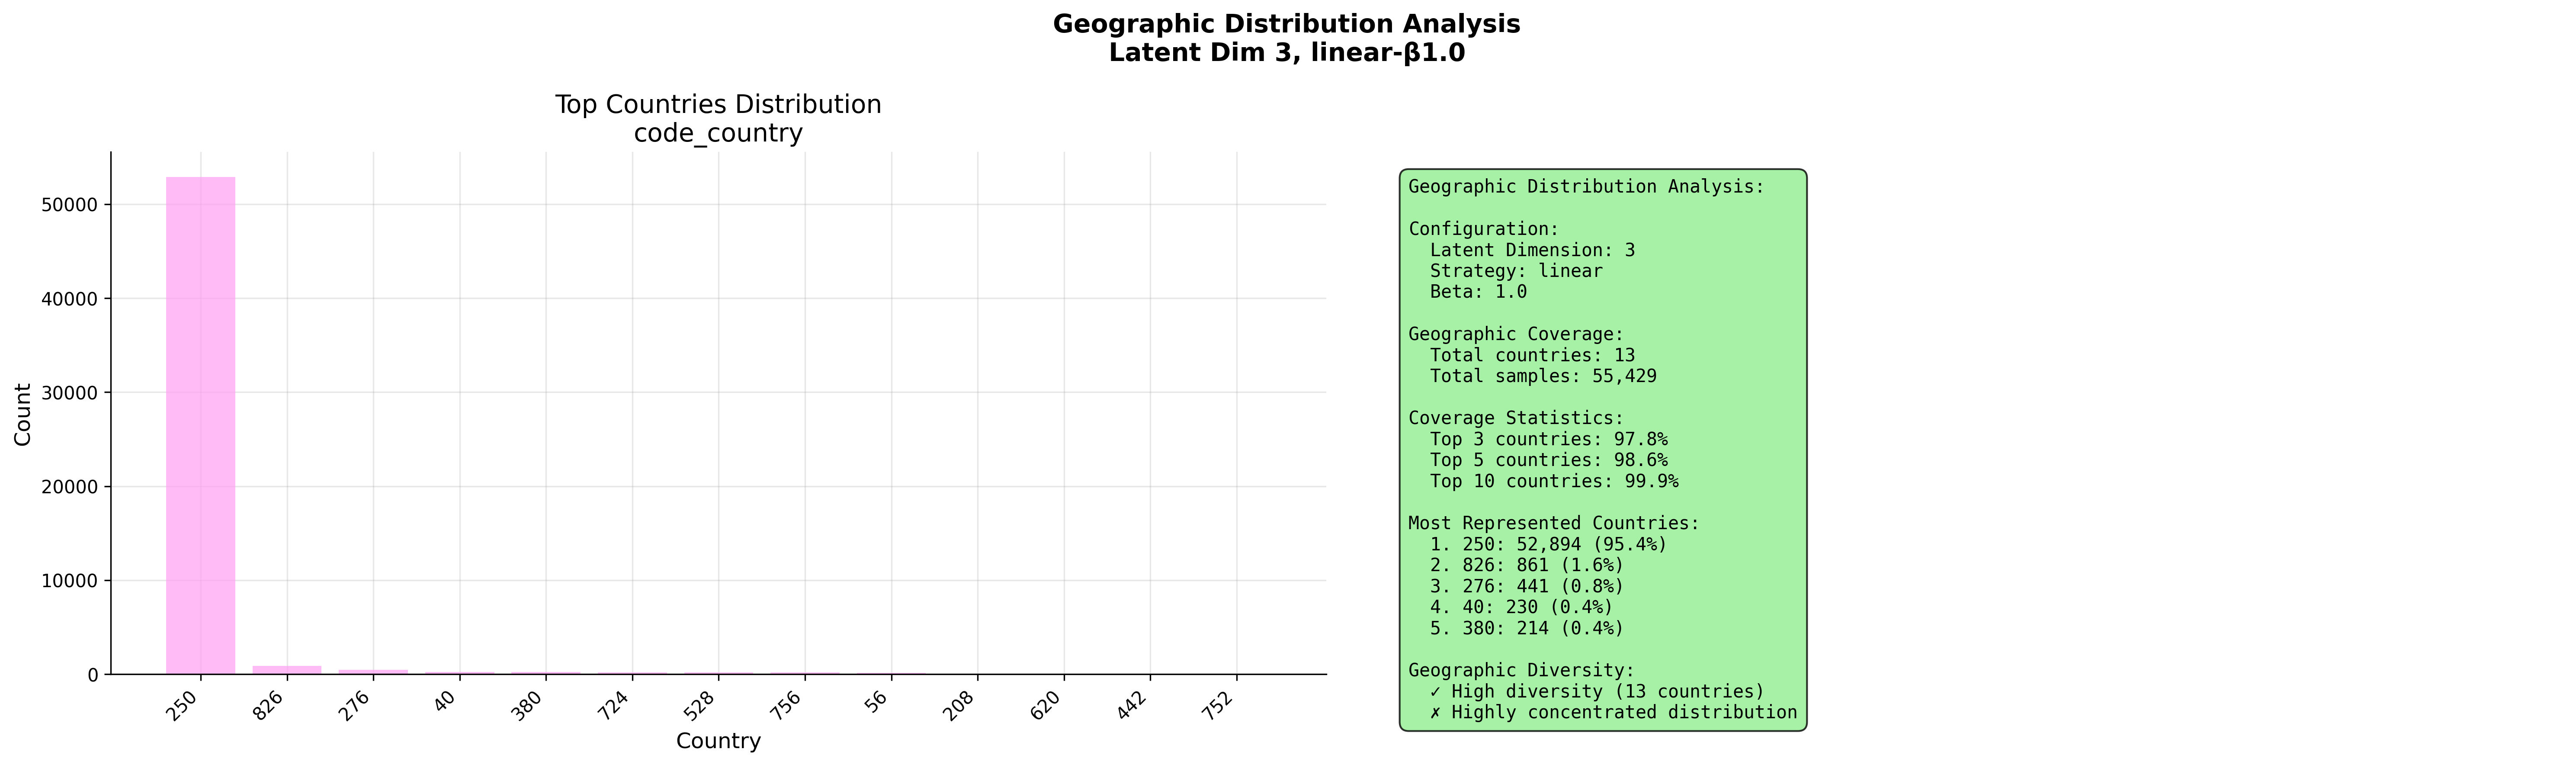 Geographic Distribution Analysis
Latent Dim 3, linear-β1.0
Top Countries Distribution
code_country
Count
50000
40000
30000
20000
10000
0
250
826
276
40
380
724
528
756
56
208
620
442
752
Country
Geographic Distribution Analysis:
Configuration:
Latent Dimension: 3
Strategy: linear
Beta: 1.0
Geographic Coverage:
Total countries: 13
Total samples: 55,429
Coverage Statistics:
Top 3 countries: 97.8%
Top 5 countries: 98.6%
Top 10 countries: 99.9%
Most Represented Countries:
1. 250: 52,894 (95.4%)
2. 826: 861 (1.6%)
3. 276: 441 (0.8%)
4. 40: 230 (0.4%)
5. 380: 214 (0.4%)
Geographic Diversity:
✓ High diversity (13 countries)
✗ Highly concentrated distribution